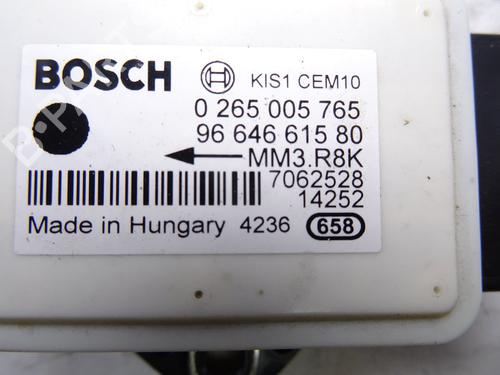 BOSCH KIS1 CEM10
0 265 005 765
96 646 615 80
MM3.R8K
7062528
14252
Made in Hungary 4236 658
B-PARTS